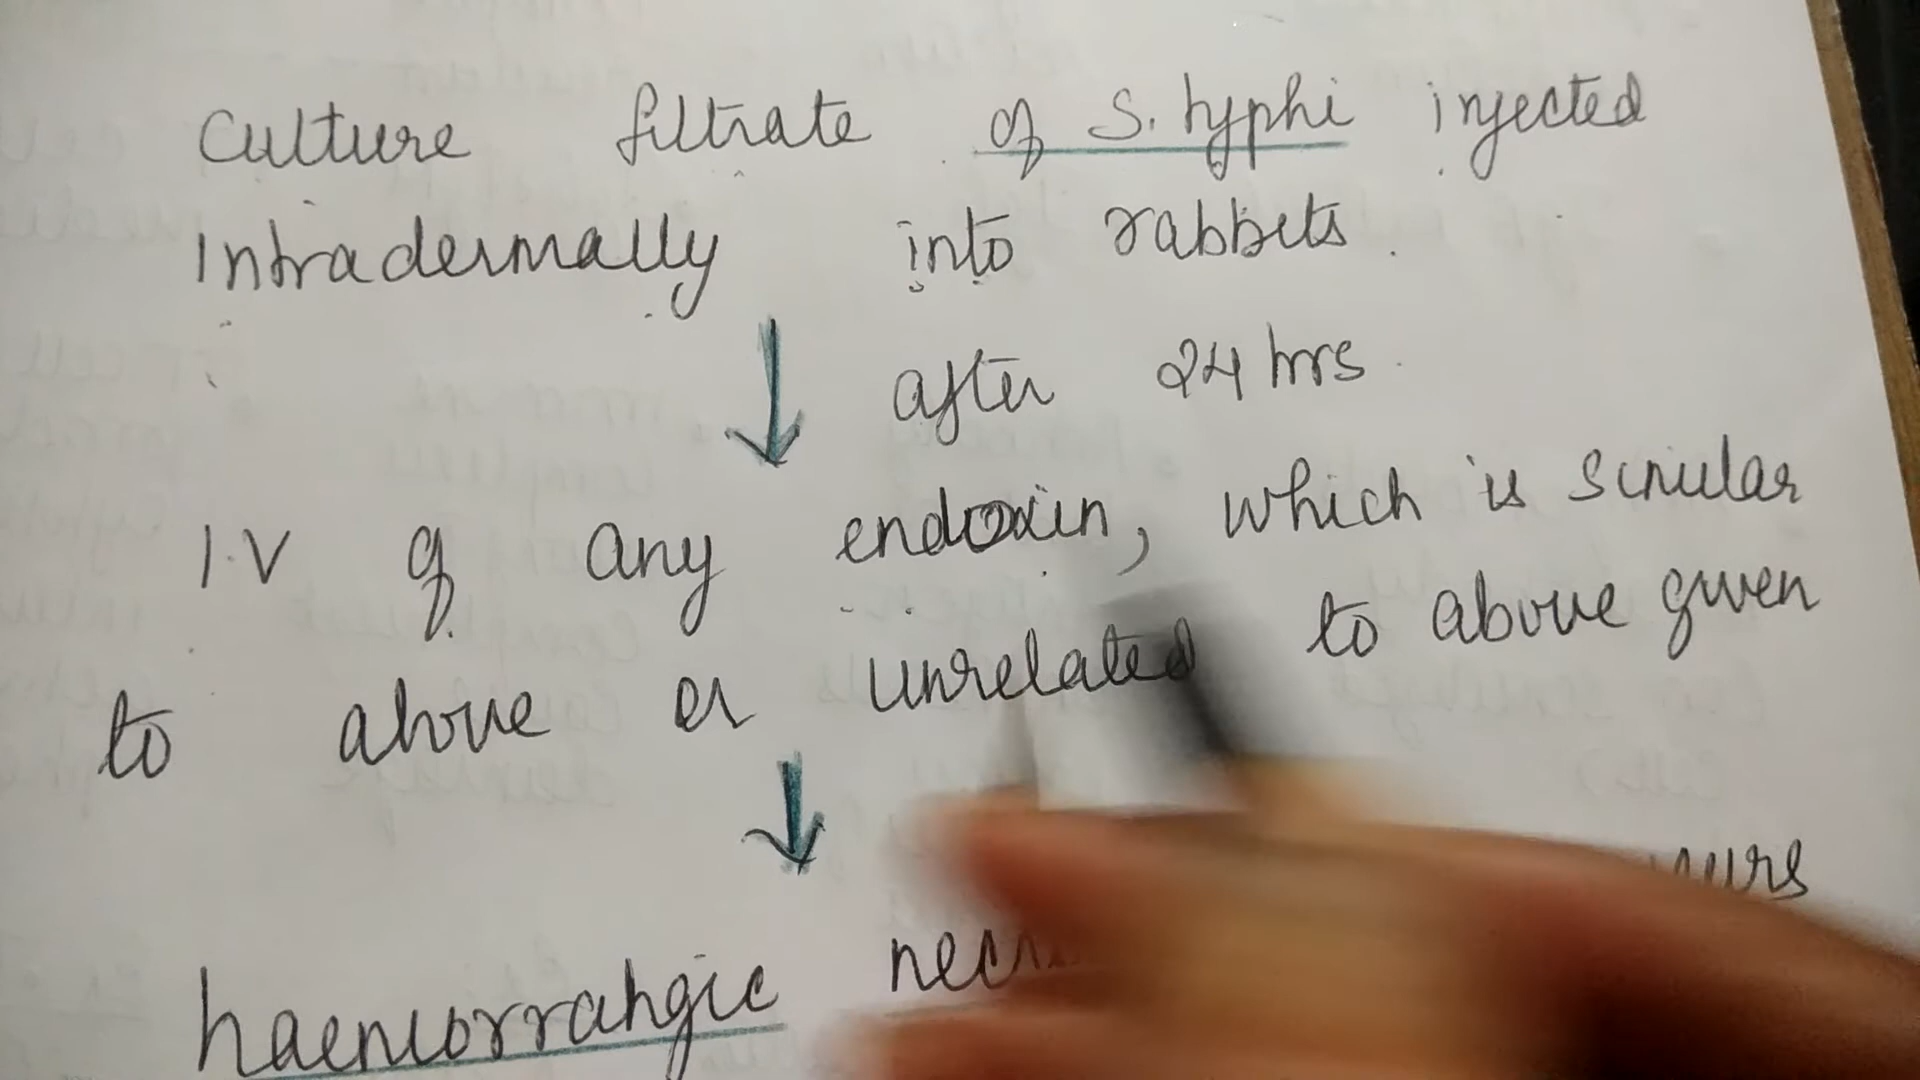 Culture filtrate of S. typhi injected
Intradermally into rabbits.
after 24 hrs.
I.V of any endoxin, which is similar
to above or unrelated to above given
haemorrahgic